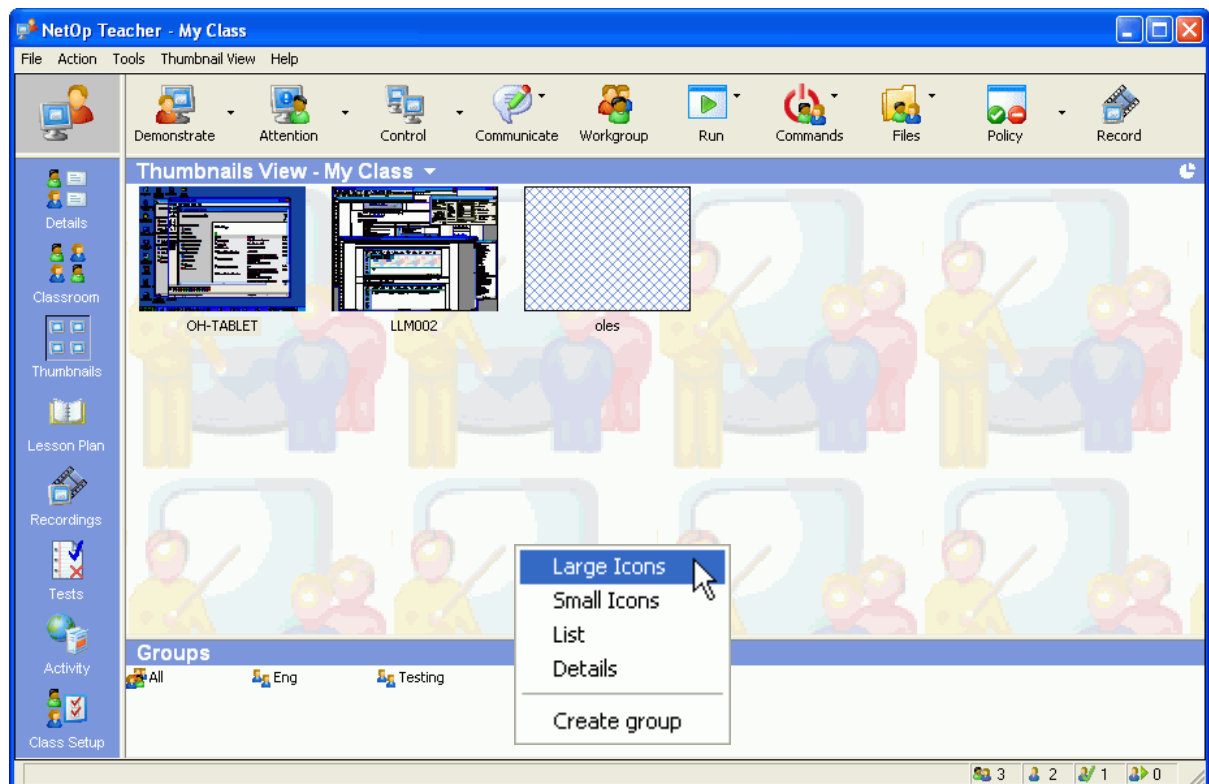 NetOp Teacher - My Class
File Action Tools Thumbnail View Help
Demonstrate Attention Control Communicate Workgroup Run Commands Files Policy Record
Thumbnails View - My Class
Details
Classroom
Thumbnails
Lesson Plan
Recordings
Tests
Activity
Class Setup
OH-TABLET LLM002 oles
Large Icons
Small Icons
List
Details
Create group
Groups
All Eng Testing
3 2 1 0